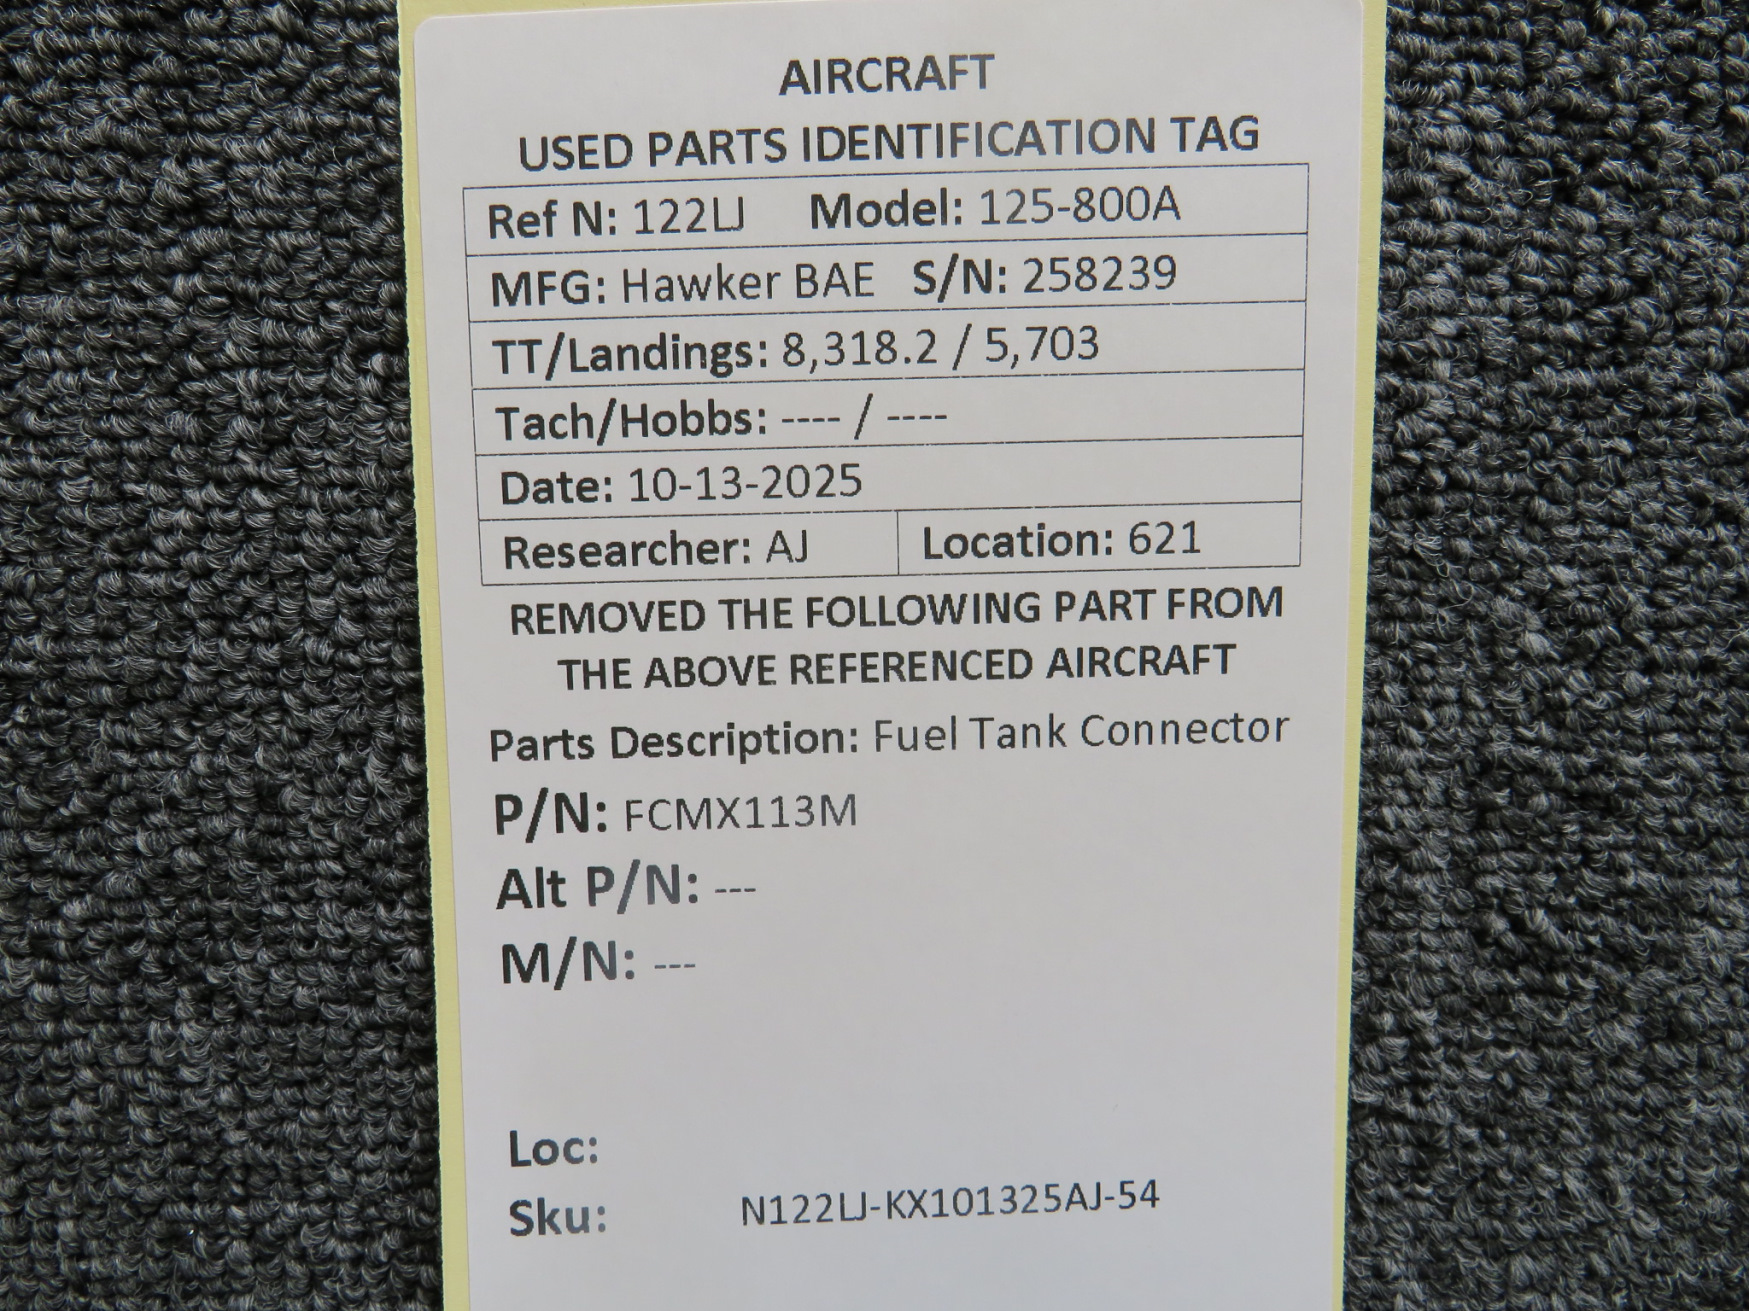 AIRCRAFT
USED PARTS IDENTIFICATION TAG
Ref N: 122LJ Model: 125-800A
MFG: Hawker BAE S/N: 258239
TT/Landings: 8,318.2 / 5,703
Tach/Hobbs: ---- / ----
Date: 10-13-2025
Researcher: AJ Location: 621
REMOVED THE FOLLOWING PART FROM
THE ABOVE REFERENCED AIRCRAFT
Parts Description: Fuel Tank Connector
P/N: FCMX113M
Alt P/N: ---
M/N: ---
Loc:
Sku: N122LJ-KX101325AJ-54